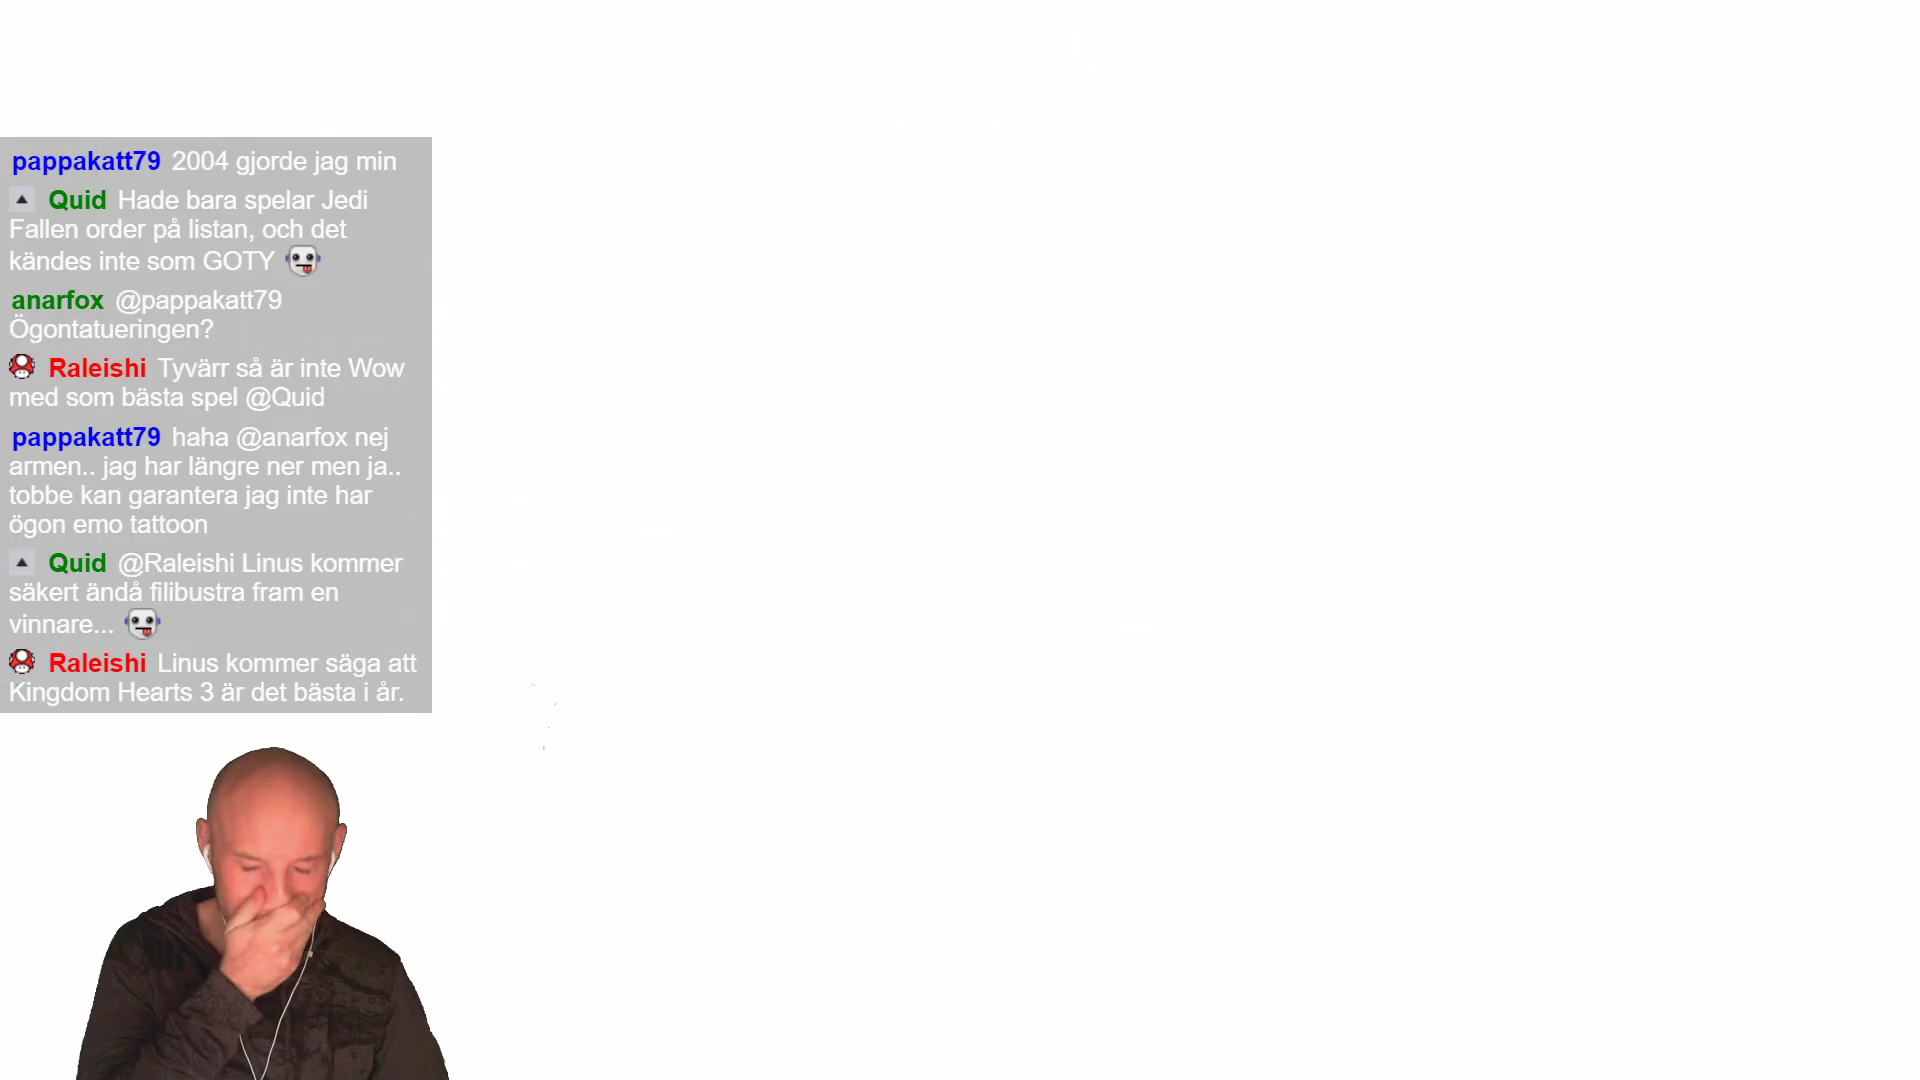 pappakatt79 2004 gjorde jag min
Quid Hade bara spelar Jedi
Fallen order på listan, och det
kändes inte som GOTY
anarfox @pappakatt79
Ögontatueringen?
Raleishi Tyvärr så är inte Wow
med som bästa spel @Quid
pappakatt79 haha @anarfox nej
armen.. jag har längre ner men ja..
tobbe kan garantera jag inte har
ögon emo tattoon
Quid @Raleishi Linus kommer
säkert ändå filibustra fram en
vinnare...
Raleishi Linus kommer säga att
Kingdom Hearts 3 är det bästa i år.